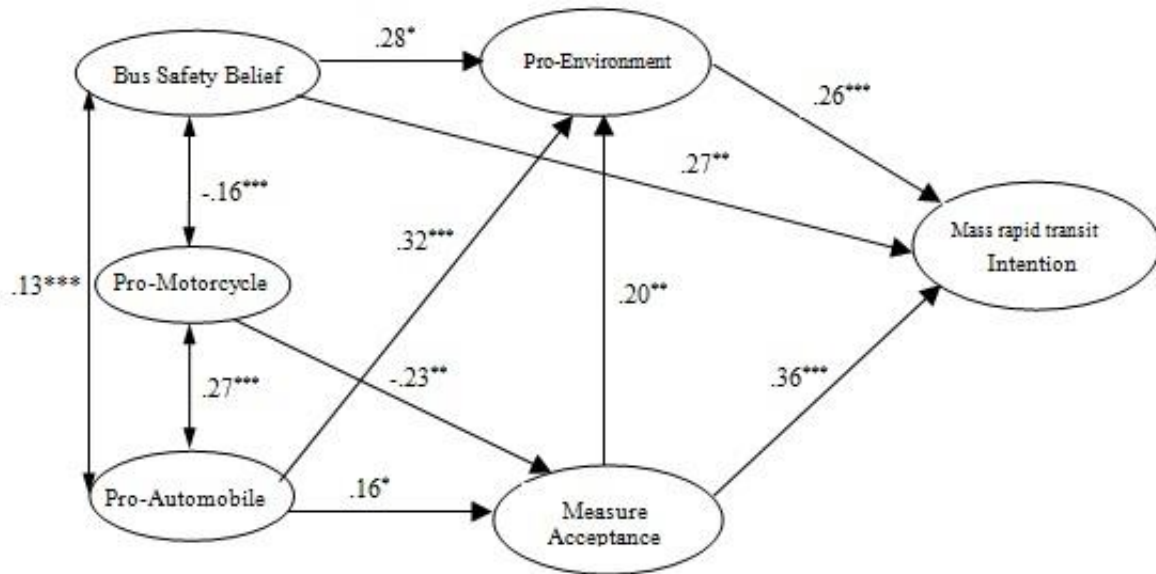 .28*
Bus Safety Belief
Pro-Environment
.26***
.27**
-.16***
Mass rapid transit
Intention
.32***
.13***
Pro-Motorcycle
.20**
.27***
-.23**
.36***
Pro-Automobile
.16*
Measure
Acceptance